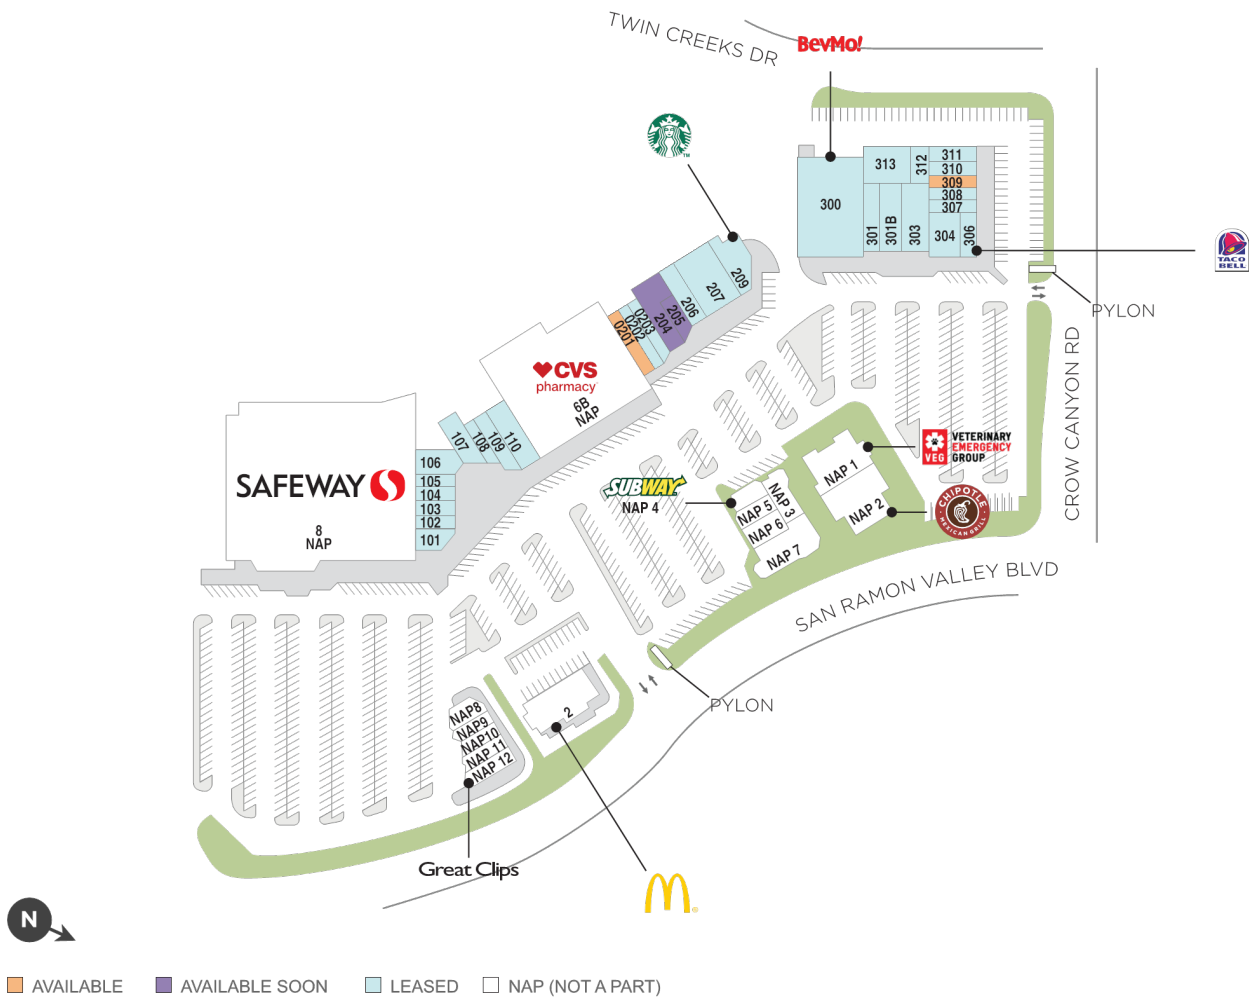 TWIN CREEKS DR
BevMo!
TM
313
312
311
310
309
308
307
300
301
301B
303
304
306
TACO
BELL
PYLON
CROW CANYON RD
209
207
206
205
204
0203
0202
0201
CVS
pharmacy
6B
NAP
110
109
108
107
106
105
104
103
102
101
SAFEWAY
8
NAP
VEG
VETERINARY
EMERGENCY
GROUP
NAP 1
NAP 2
CHIPOTLE
MEXICAN GRILL
SUBWAY
NAP 4
NAP 3
NAP 5
NAP 6
NAP 7
SAN RAMON VALLEY BLVD
PYLON
2
NAP8
NAP9
NAP10
NAP 11
NAP 12
Great Clips
®
N
AVAILABLE
AVAILABLE SOON
LEASED
NAP (NOT A PART)